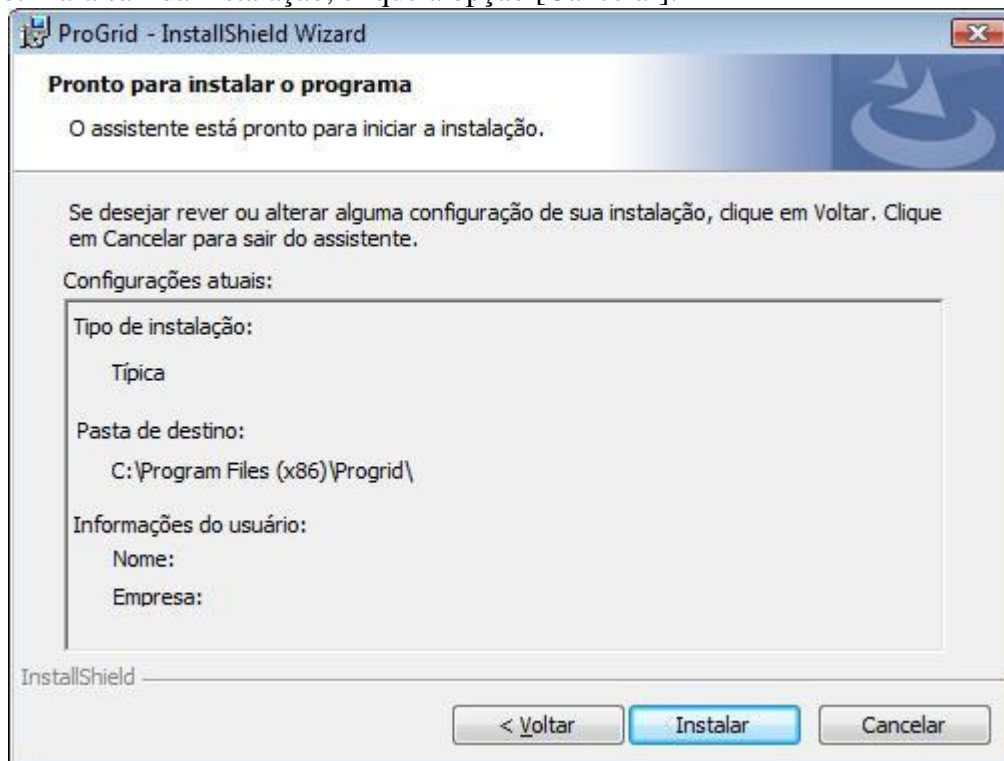 ProGrid - InstallShield Wizard
Pronto para instalar o programa
O assistente está pronto para iniciar a instalação.
Se desejar rever ou alterar alguma configuração de sua instalação, clique em Voltar. Clique
em Cancelar para sair do assistente.
Configurações atuais:
Tipo de instalação:
Típica
Pasta de destino:
C:\Program Files (x86)\Progrid\
Informações do usuário:
Nome:
Empresa:
InstallShield
< Voltar Instalar Cancelar